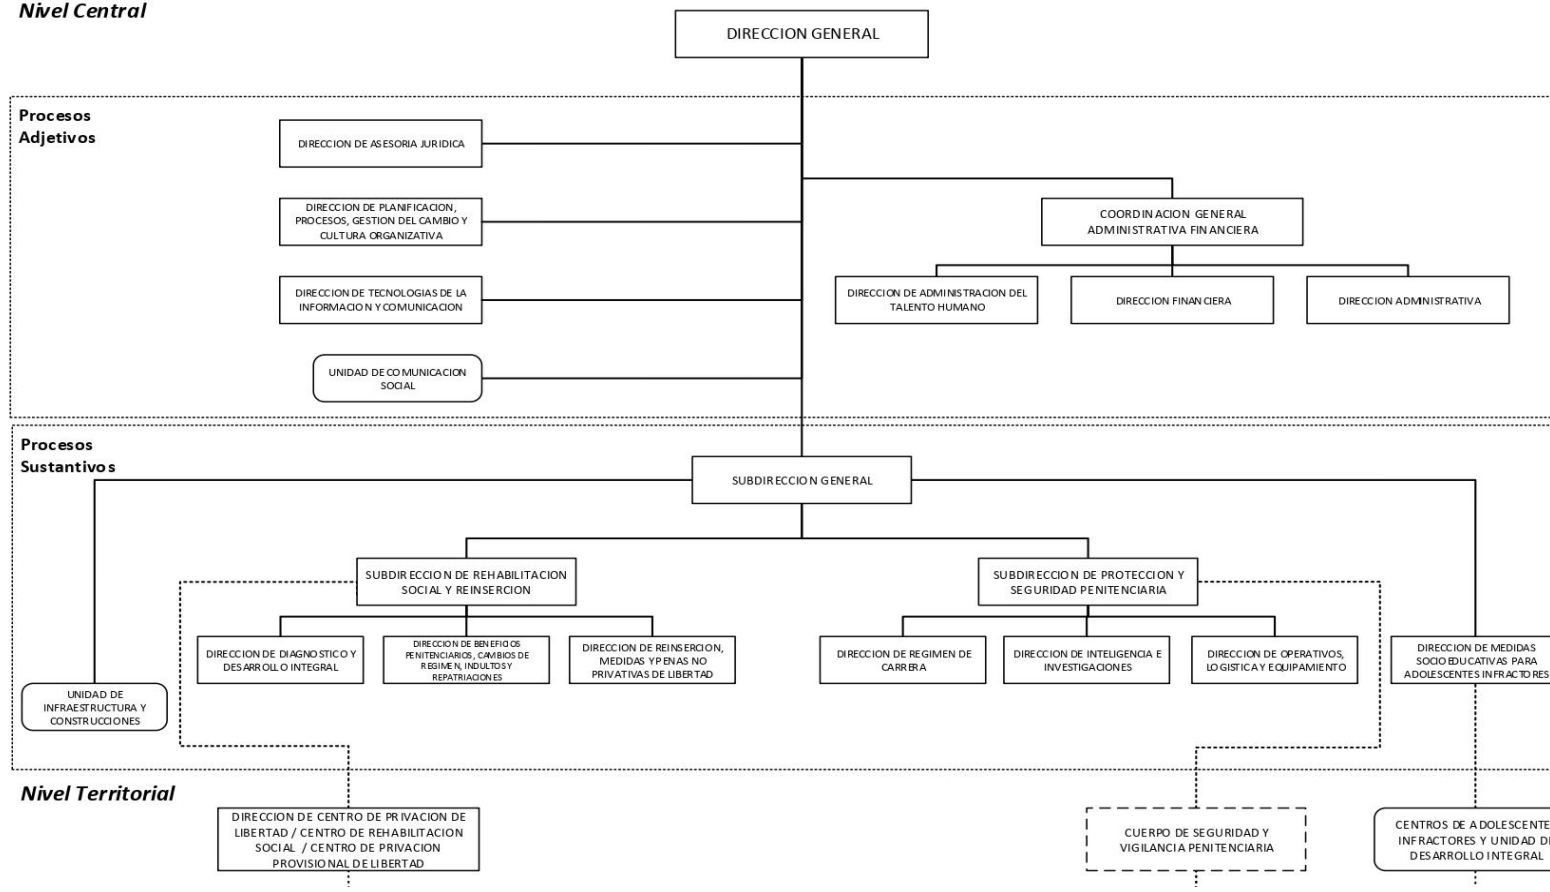 Nivel Central
DIRECCION GENERAL
Procesos
Adjetivos
DIRECCION DE ASESORIA JURIDICA
DIRECCION DE PLANIFICACION,
PROCESOS, GESTION DEL CAMBIO Y
CULTURA ORGANIZATIVA
COORDINACION GENERAL
ADMINISTRATIVA FINANCIERA
DIRECCION DE TECNOLOGIAS DE LA
INFORMACION Y COMUNICACION
DIRECCION DE ADMINISTRACION DEL
TALENTO HUMANO
DIRECCION FINANCIERA
DIRECCION ADMINISTRATIVA
UNIDAD DE COMUNICACION
SOCIAL
Procesos
Sustantivos
SUBDIRECCION GENERAL
SUBDIRECCION DE REHABILITACION
SOCIAL Y REINSERCION
SUBDIRECCION DE PROTECCION Y
SEGURIDAD PENITENCIARIA
DIRECCION DE DIAGNOSTICO Y
DESARROLLO INTEGRAL
DIRECCION DE BENEFICIOS
PENITENCIARIOS, CAMBIOS DE
REGIMEN, INDULTOS Y
REPATRIACIONES
DIRECCION DE REINSERCION,
MEDIDAS Y PENAS NO
PRIVATIVAS DE LIBERTAD
DIRECCION DE REGIMEN DE
CARRERA
DIRECCION DE INTELIGENCIA E
INVESTIGACIONES
DIRECCION DE OPERATIVOS,
LOGISTICA Y EQUIPAMIENTO
DIRECCION DE MEDIDAS
SOCIOEDUCATIVAS PARA
ADOLESCENTES INFRACTORES
UNIDAD DE
INFRAESTRUCTURA Y
CONSTRUCCIONES
Nivel Territorial
DIRECCION DE CENTRO DE PRIVACION DE
LIBERTAD / CENTRO DE REHABILITACION
SOCIAL / CENTRO DE PRIVACION
PROVISIONAL DE LIBERTAD
CUERPO DE SEGURIDAD Y
VIGILANCIA PENITENCIARIA
CENTROS DE ADOLESCENTE
INFRACTORES Y UNIDAD DE
DESARROLLO INTEGRAL